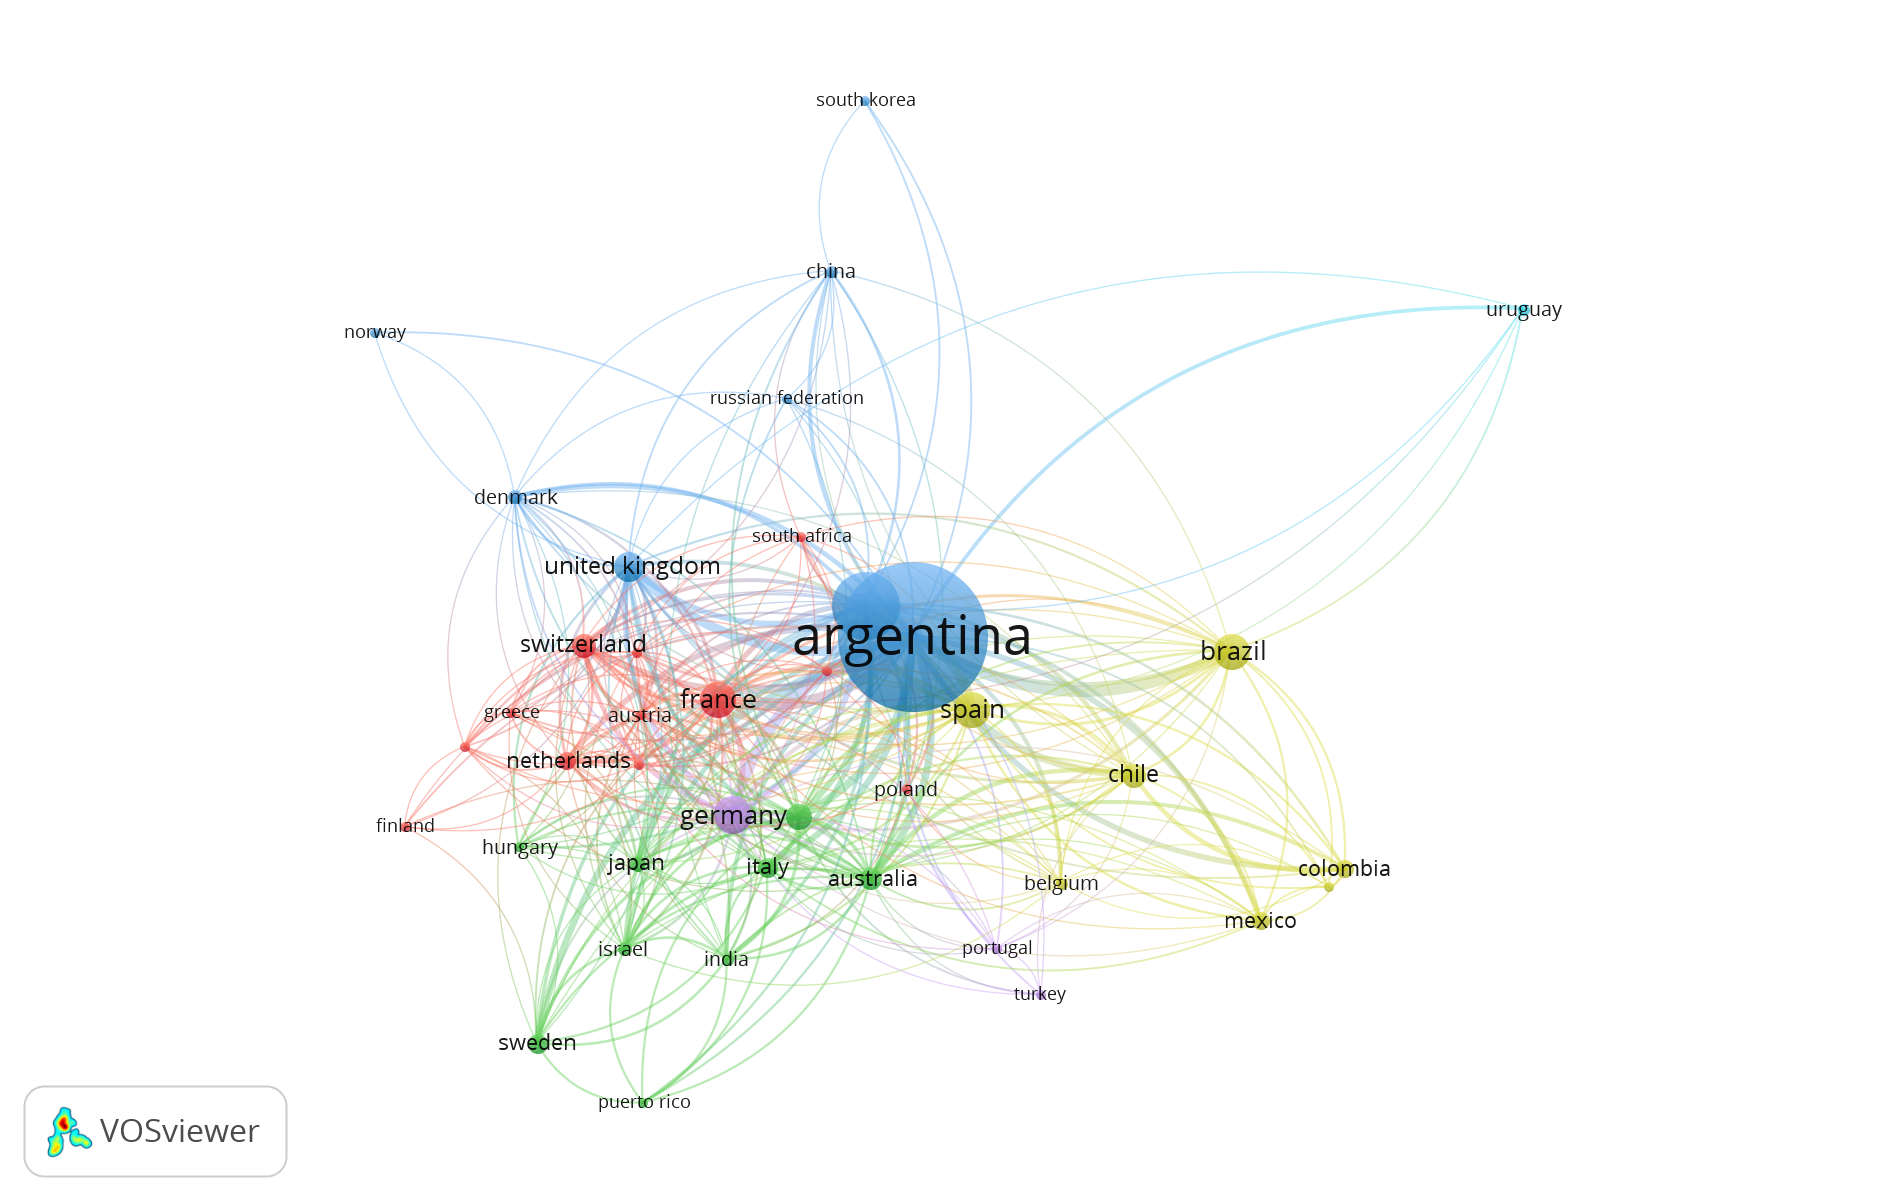 south korea
china
uruguay
norway
russian federation
denmark
south africa
united kingdom
argentina
switzerland
brazil
france
spain
greece
austria
netherlands
chile
poland
germany
finland
hungary
japan
italy
australia
colombia
belgium
mexico
israel
india
portugal
turkey
sweden
puerto rico
VOSviewer